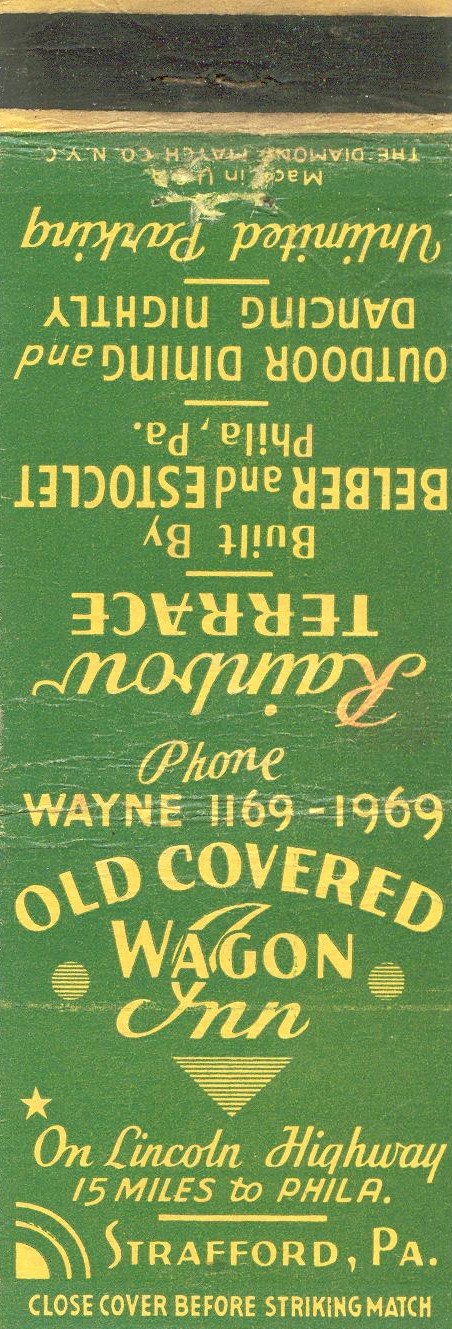 Phone
WAYNE 1169-1969
OLD COVERED
WAGON
Inn
On Lincoln Highway
15 MILES to PHILA.
STRAFFORD, PA.
CLOSE COVER BEFORE STRIKING MATCH
Rainbow
TERRACE
Built By
BELBER and ESTOCLET
Phila, Pa.
OUTDOOR DINING and
DANCING NIGHTLY
Unlimited Parking
Made in U.S.A.
THE DIAMOND MATCH CO. N.Y.C.